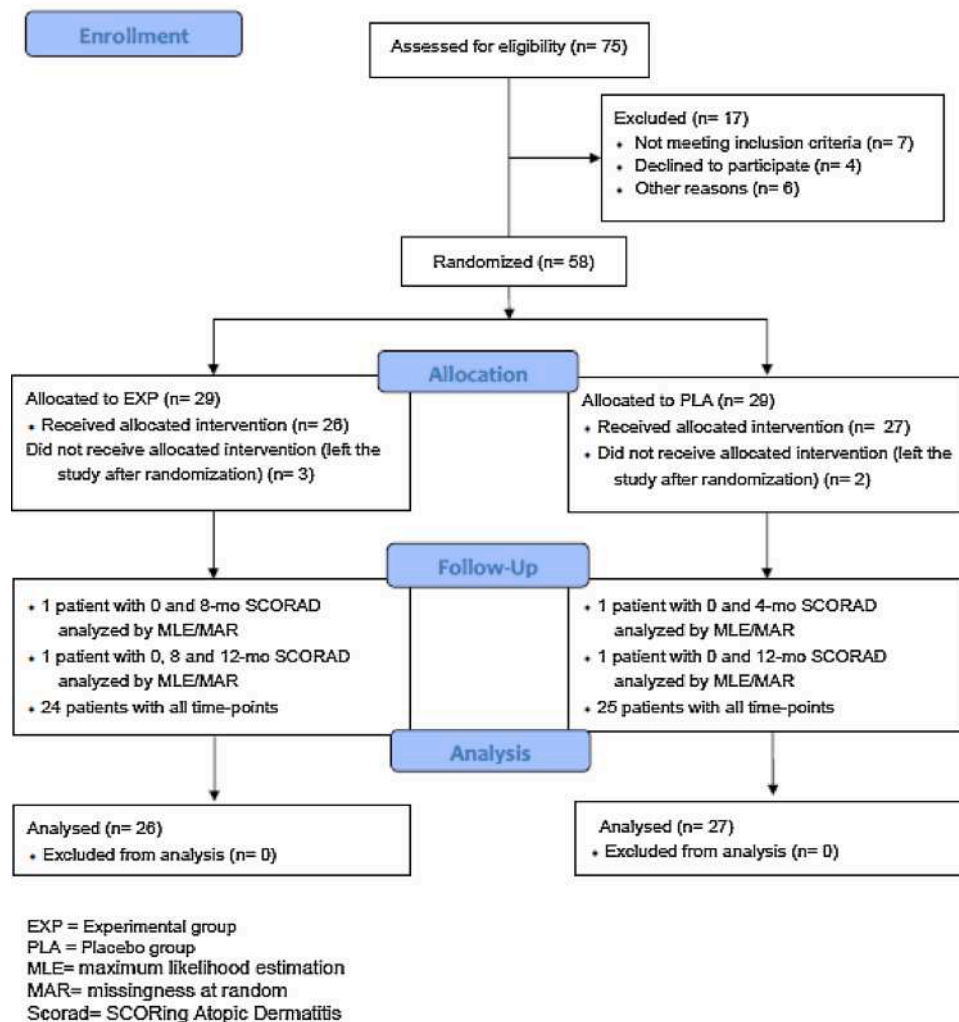 Enrollment
Assessed for eligibility (n= 75)
Excluded (n= 17)
• Not meeting inclusion criteria (n= 7)
• Declined to participate (n= 4)
• Other reasons (n= 6)
Randomized (n= 58)
Allocation
Allocated to EXP (n= 29)
• Received allocated intervention (n= 26)
Did not receive allocated intervention (left the
study after randomization) (n= 3)
Allocated to PLA (n= 29)
• Received allocated intervention (n= 27)
• Did not receive allocated intervention (left the
study after randomization) (n= 2)
Follow-Up
• 1 patient with 0 and 8-mo SCORAD
analyzed by MLE/MAR
• 1 patient with 0, 8 and 12-mo SCORAD
analyzed by MLE/MAR
• 24 patients with all time-points
• 1 patient with 0 and 4-mo SCORAD
analyzed by MLE/MAR
• 1 patient with 0 and 12-mo SCORAD
analyzed by MLE/MAR
• 25 patients with all time-points
Analysis
Analysed (n= 26)
• Excluded from analysis (n= 0)
Analysed (n= 27)
• Excluded from analysis (n= 0)
EXP = Experimental group
PLA = Placebo group
MLE= maximum likelihood estimation
MAR= missingness at random
Scorad= SCORing Atopic Dermatitis